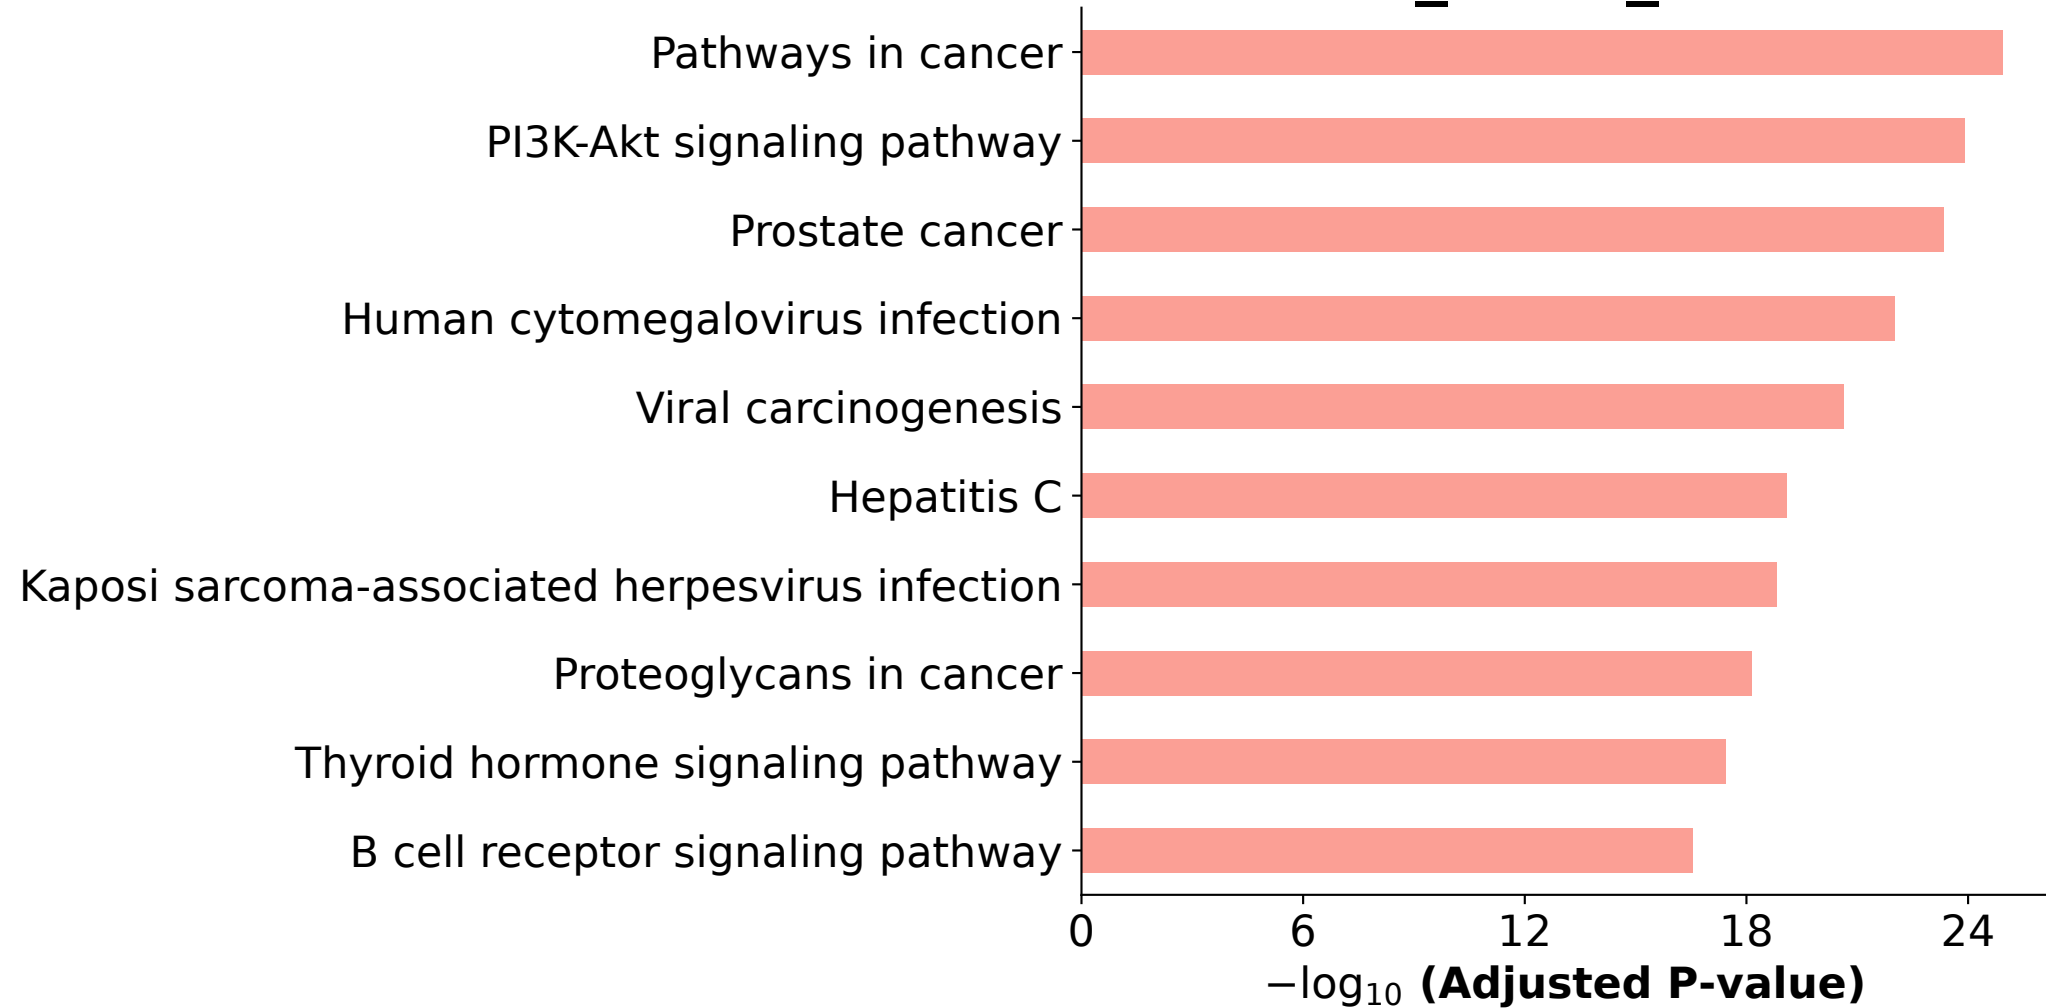 Pathways in cancer
PI3K-Akt signaling pathway
Prostate cancer
Human cytomegalovirus infection
Viral carcinogenesis
Hepatitis C
Kaposi sarcoma-associated herpesvirus infection
Proteoglycans in cancer
Thyroid hormone signaling pathway
B cell receptor signaling pathway
0 6 12 18 24
−log₁₀ (Adjusted P-value)